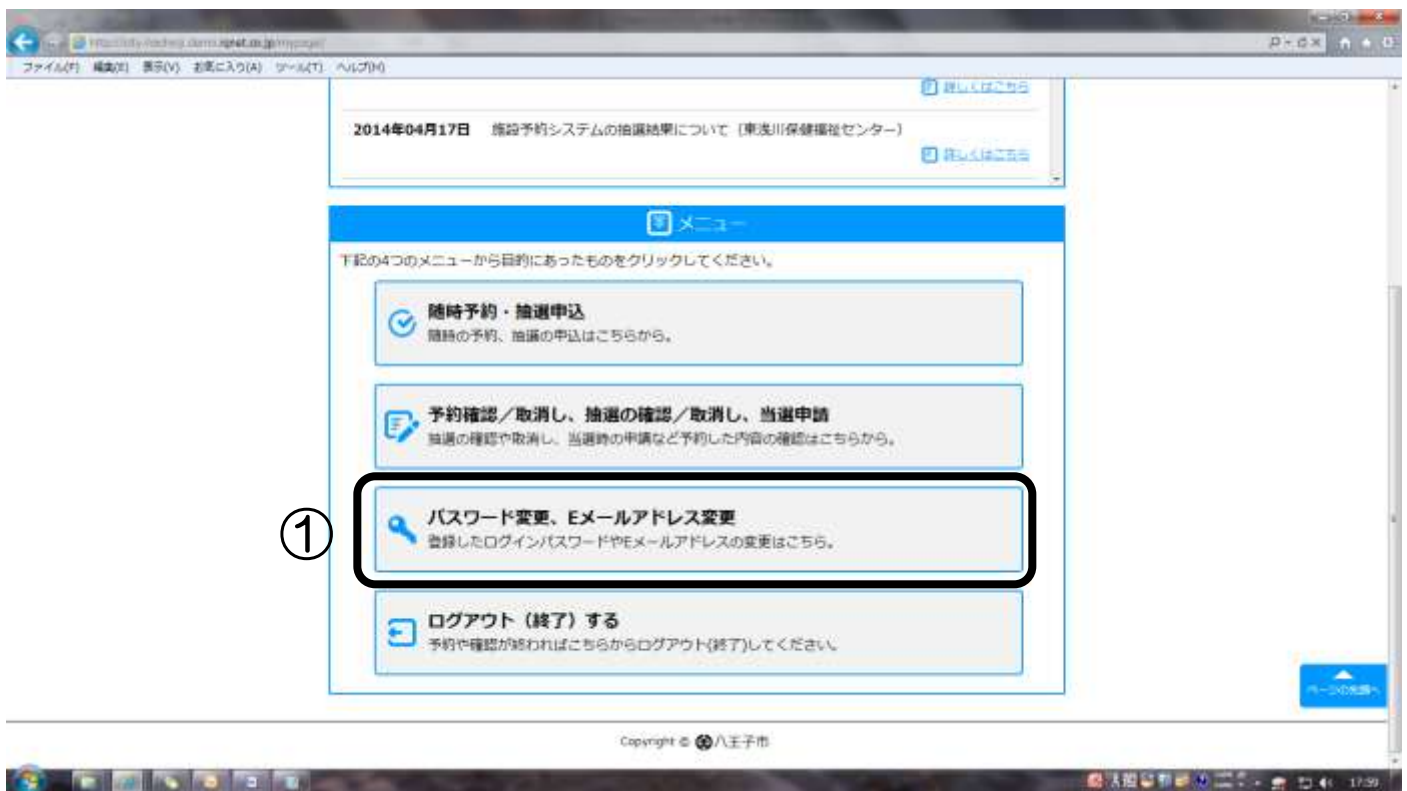 ファイル(F) 編集(E) 表示(V) お気に入り(A) ツール(T) ヘルプ(H)
詳しくはこちら
2014年04月17日 施設予約システムの抽選結果について（東浅川保健福祉センター）
詳しくはこちら
メニュー
下記の4つのメニューから目的にあったものをクリックしてください。
随時予約・抽選申込
随時の予約、抽選の申込はこちらから。
予約確認／取消し、抽選の確認／取消し、当選申請
抽選の確認や取消し、当選時の申請など予約した内容の確認はこちらから。
①
パスワード変更、Eメールアドレス変更
登録したログインパスワードやEメールアドレスの変更はこちら。
ログアウト（終了）する
予約や確認が終わればこちらからログアウト(終了)してください。
ページの先頭へ
Copyright © 八王子市
17:59